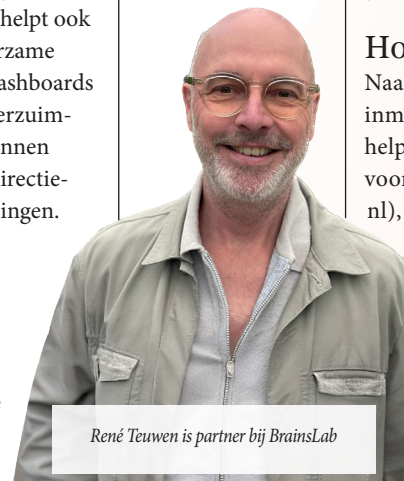 helpt ook
rzame
ashboards
erzuim-
nnen
irectie-
ingen.
Ho
Naa
inm
help
voor
nl),
René Teuwen is partner bij BrainsLab